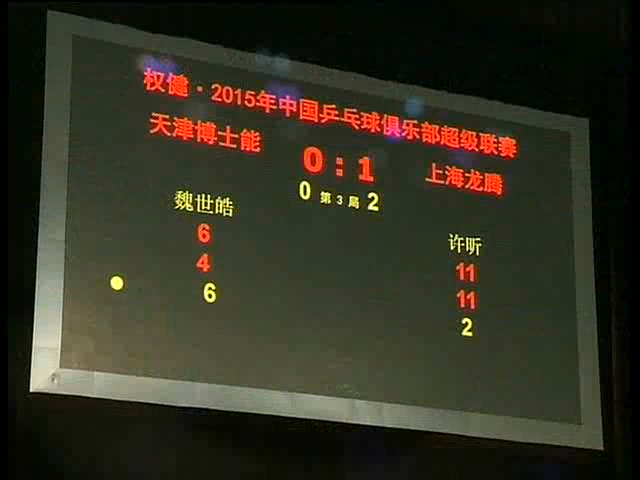 权健·2015年中国乒乓球俱乐部超级联赛
天津博士能 0:1 上海龙腾
0 第3局 2
魏世皓 许昕
6 11
4 11
6 2